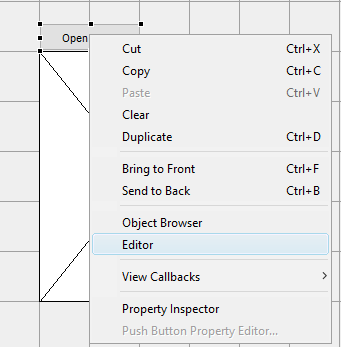 Open
Cut Ctrl+X
Copy Ctrl+C
Paste Ctrl+V
Clear
Duplicate Ctrl+D
Bring to Front Ctrl+F
Send to Back Ctrl+B
Object Browser
Editor
View Callbacks
Property Inspector
Push Button Property Editor...